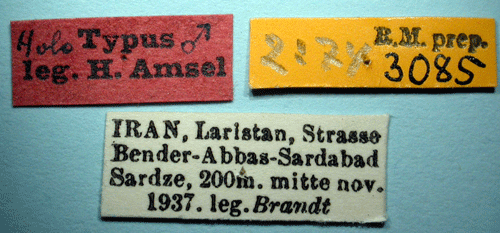 Holo Typus ♂
leg. H. Amsel
B.M. prep.
3085
IRAN, Laristan, Strasse
Bender-Abbas-Sardabad
Sardze, 200m. mitte nov.
1937. leg. Brandt